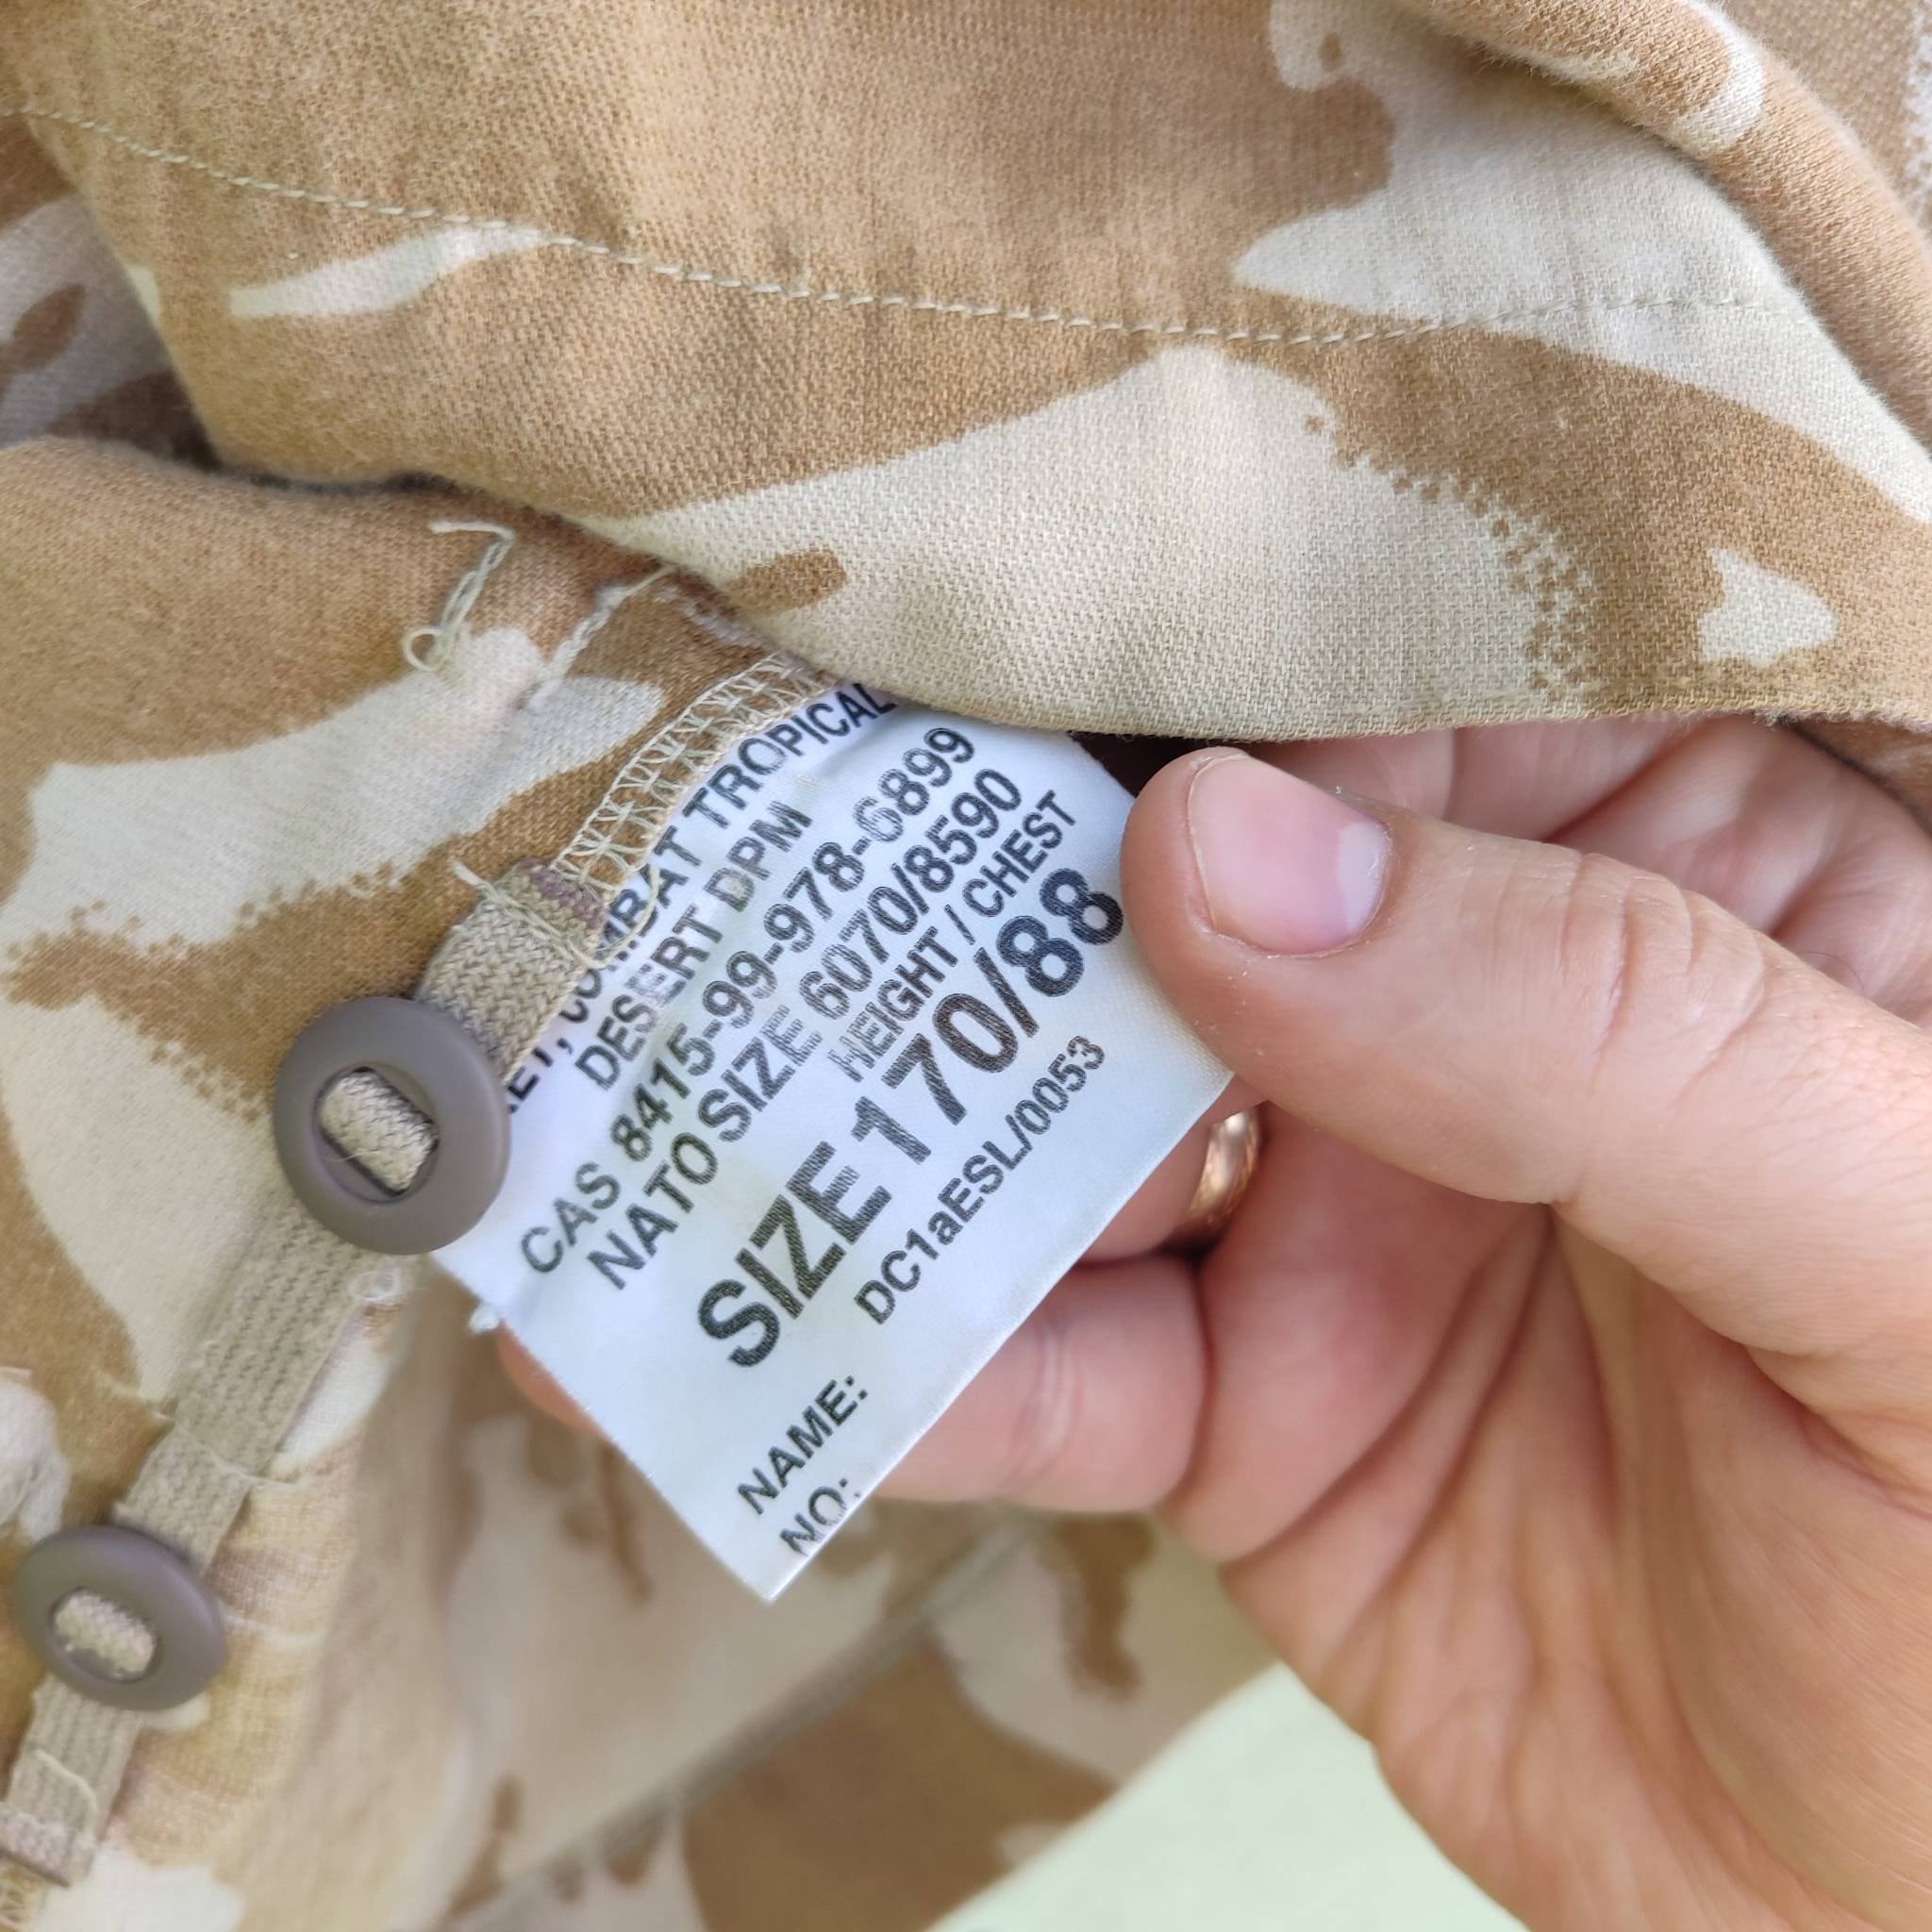 COMBAT TROPICAL
DESERT DPM
CAS 8415-99-978-6899
NATO SIZE 6070/8590
HEIGHT / CHEST
SIZE 170/88
DC1aESL/0053
NAME:
NO: